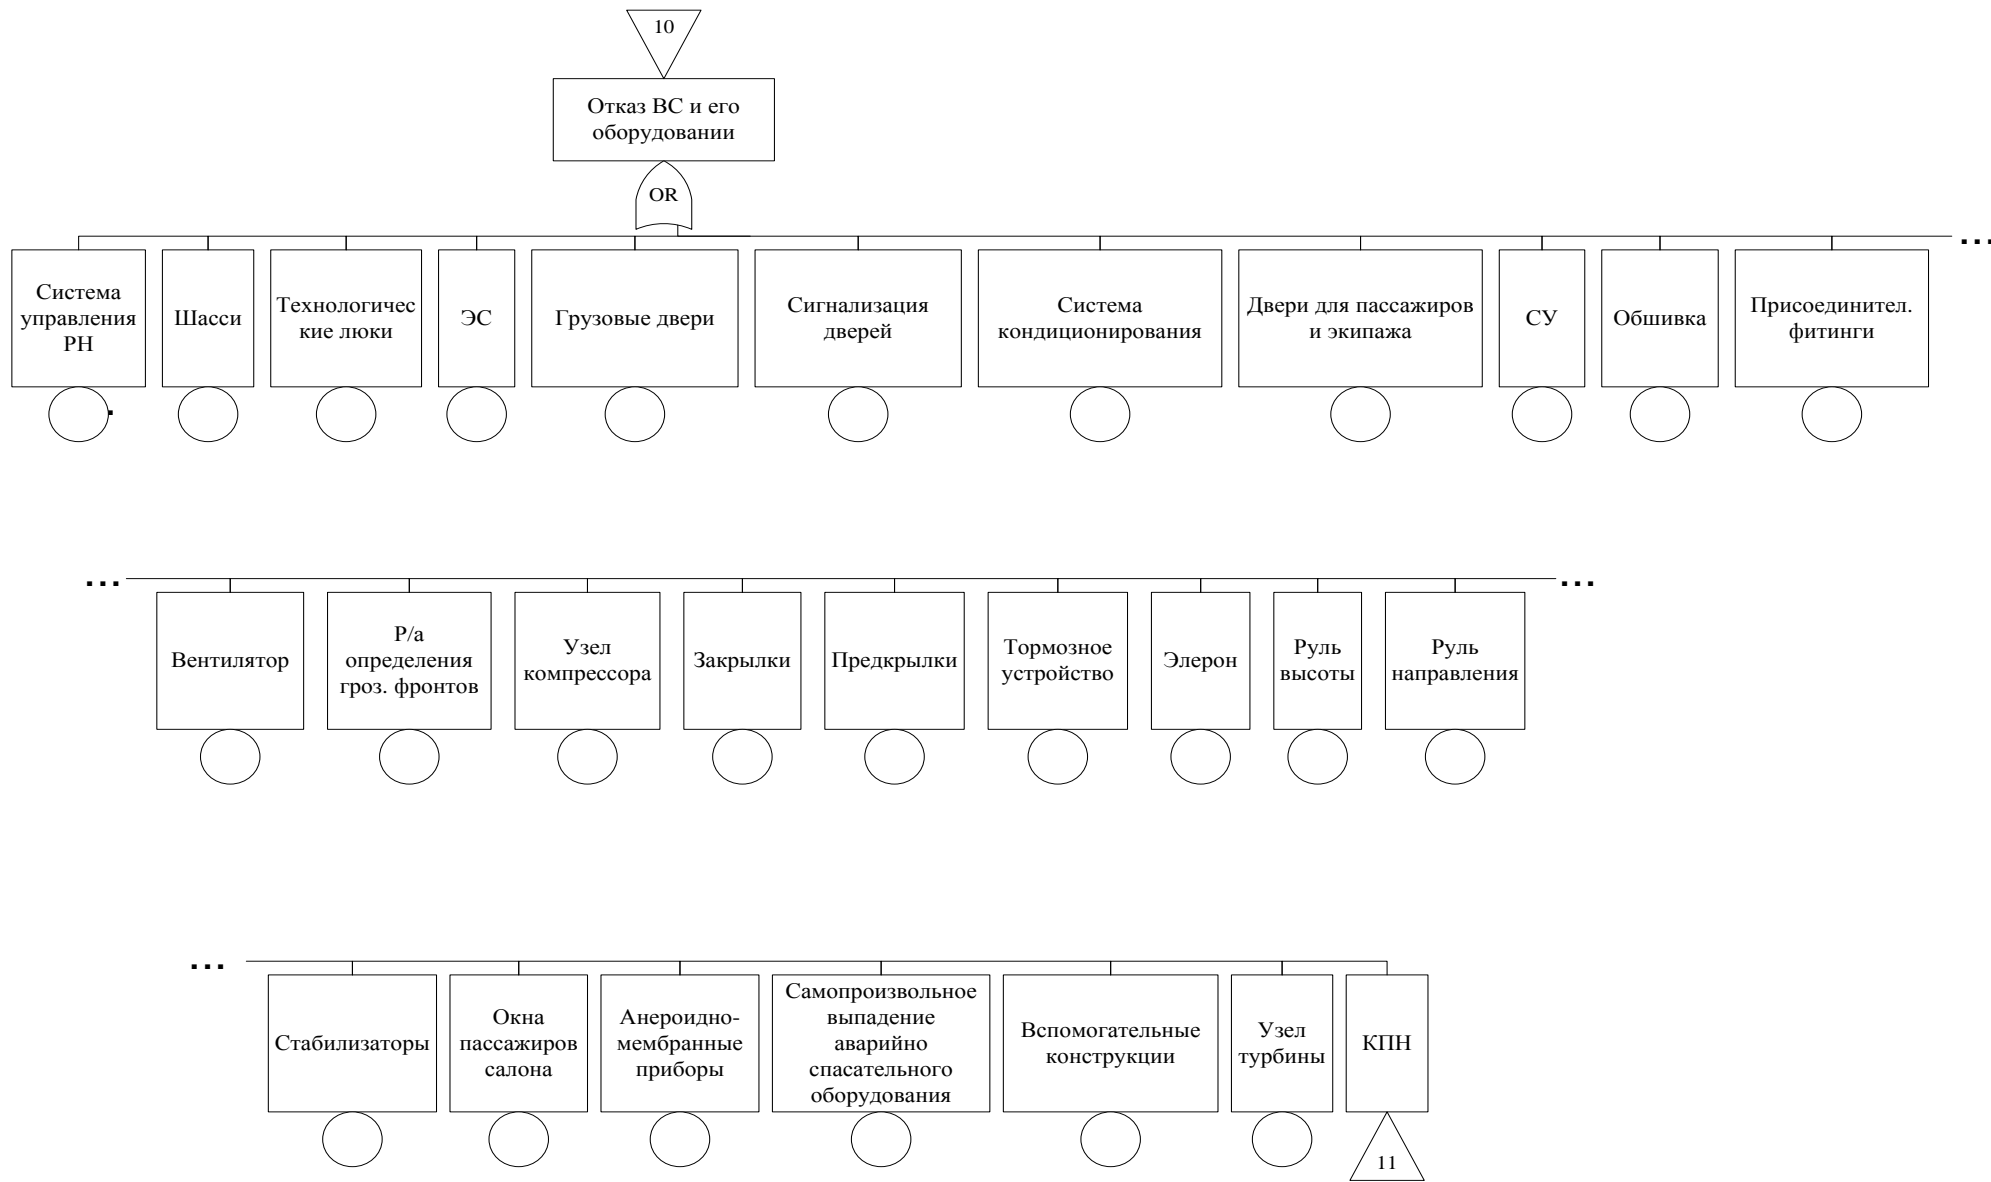 10
Отказ ВС и его
оборудовании
OR
...
Система
управления
РН
Шасси
Технологичес
кие люки
ЭС
Грузовые двери
Сигнализация
дверей
Система
кондиционирования
Двери для пассажиров
и экипажа
СУ
Обшивка
Присоединител.
фитинги
.
...
...
Вентилятор
Р/а
определения
гроз. фронтов
Узел
компрессора
Закрылки
Предкрылки
Тормозное
устройство
Элерон
Руль
высоты
Руль
направления
...
Стабилизаторы
Окна
пассажиров
салона
Анероидно-
мембранные
приборы
Самопроизвольное
выпадение
аварийно
спасательного
оборудования
Вспомогательные
конструкции
Узел
турбины
КПН
11